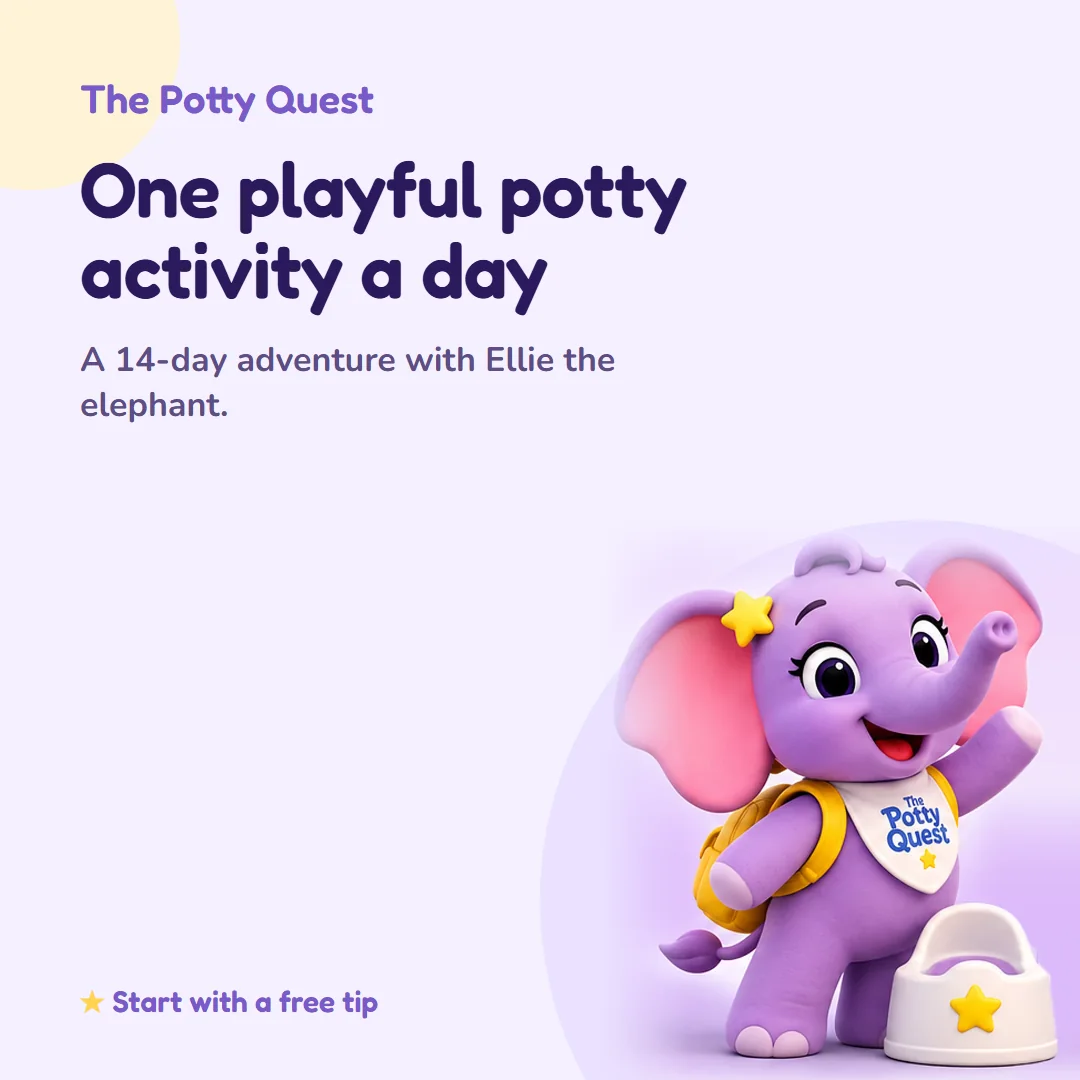 The Potty Quest
One playful potty
activity a day
A 14-day adventure with Ellie the
elephant.
The
Potty
Quest
Start with a free tip